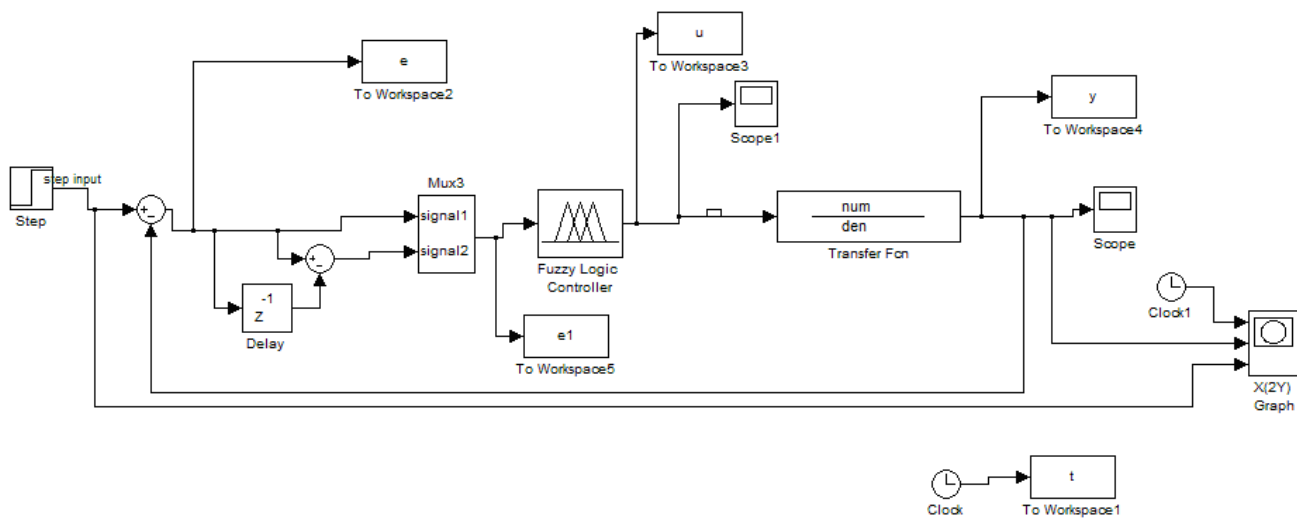 u
To Workspace3
e
To Workspace2
Scope1
y
To Workspace4
step input
Step
+
−
Mux3
signal1
signal2
Fuzzy Logic
Controller
num
den
Transfer Fcn
Scope
+
−
-1
Z
Delay
e1
To Workspace5
Clock1
X(2Y)
Graph
t
Clock
To Workspace1